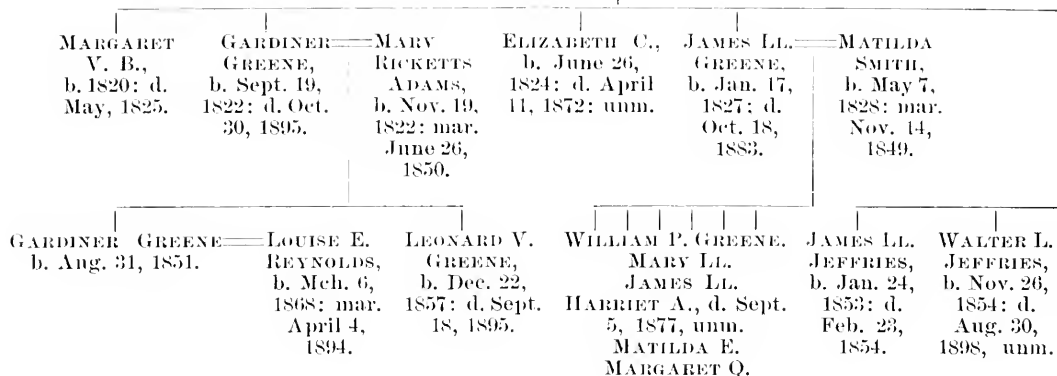 MARGARET
V. B.,
b. 1820: d.
May, 1825.
GARDINER
GREENE,
b. Sept. 19,
1822: d. Oct.
30, 1895.
MARY
RICKETTS
ADAMS,
b. Nov. 19,
1822: mar.
June 26,
1850.
ELIZABETH C.,
b. June 26,
1824: d. April
11, 1872: unm.
JAMES LL.
GREENE,
b. Jan. 17,
1827: d.
Oct. 18,
1883.
MATILDA
SMITH,
b. May 7,
1828: mar.
Nov. 14,
1849.
GARDINER GREENE
b. Aug. 31, 1851.
LOUISE E.
REYNOLDS,
b. Mch. 6,
1868: mar.
April 4,
1894.
LEONARD V.
GREENE,
b. Dec. 22,
1857: d. Sept.
18, 1895.
WILLIAM P. GREENE.
MARY LL.
JAMES LL.
HARRIET A., d. Sept.
5, 1877, unm.
MATILDA E.
MARGARET Q.
JAMES LL.
JEFFRIES,
b. Jan. 24,
1853: d.
Feb. 23,
1854.
WALTER L.
JEFFRIES,
b. Nov. 26,
1854: d.
Aug. 30,
1898, unm.